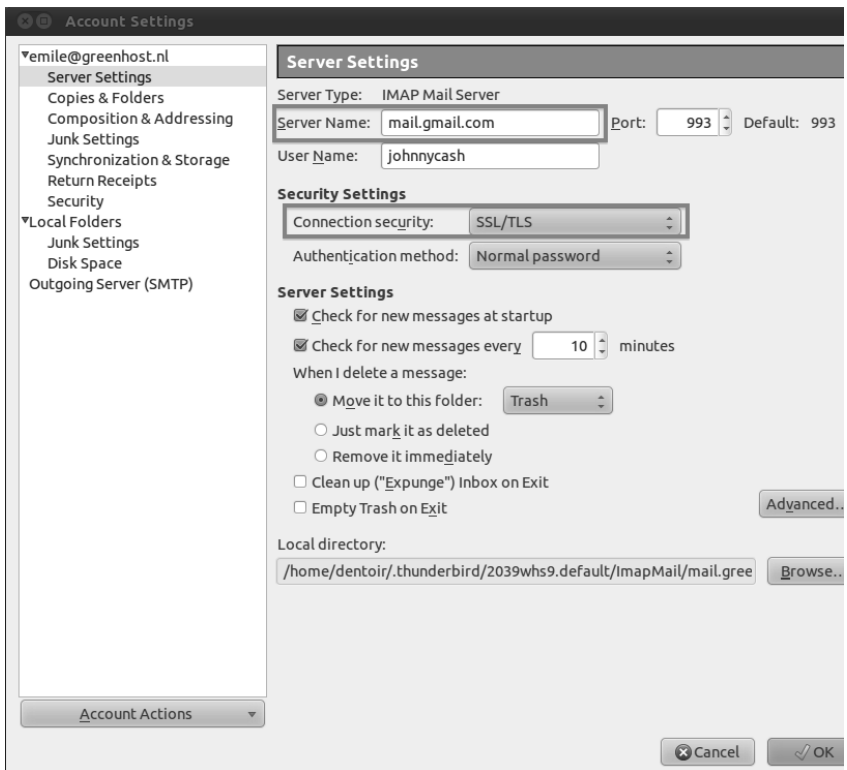 Account Settings
emile@greenhost.nl
Server Settings
Copies & Folders
Composition & Addressing
Junk Settings
Synchronization & Storage
Return Receipts
Security
Local Folders
Junk Settings
Disk Space
Outgoing Server (SMTP)
Account Actions
Server Settings
Server Type: IMAP Mail Server
Server Name: mail.gmail.com Port: 993 Default: 993
User Name: johnnycash
Security Settings
Connection security: SSL/TLS
Authentication method: Normal password
Server Settings
Check for new messages at startup
Check for new messages every 10 minutes
When I delete a message:
Move it to this folder: Trash
Just mark it as deleted
Remove it immediately
Clean up ("Expunge") Inbox on Exit
Empty Trash on Exit
Advanced..
Local directory:
/home/dentoir/.thunderbird/2039whs9.default/ImapMail/mail.gree Browse..
Cancel OK